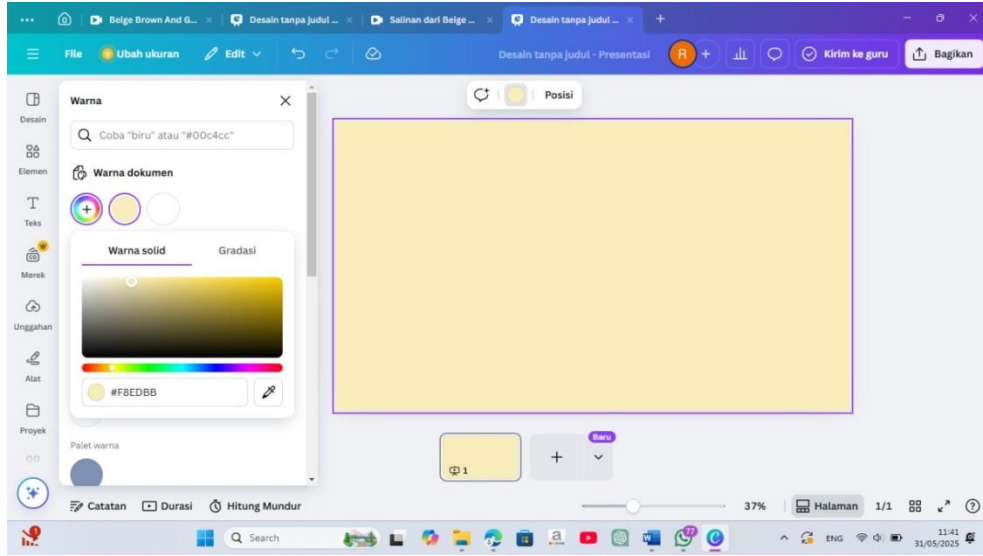 Beige Brown And G...
Desain tanpa judul ...
Salinan dari Beige ...
Desain tanpa judul ...
File
Ubah ukuran
Edit
Desain tanpa judul - Presentasi
R
Kirim ke guru
Bagikan
Desain
Elemen
Teks
Merek
Unggahan
Alat
Proyek
Warna
Coba "biru" atau "#00c4cc"
Warna dokumen
Warna solid
Gradasi
#F8EDBB
Palet warna
Posisi
1
Baru
Catatan
Durasi
Hitung Mundur
37%
Halaman
1/1
Search
ENG
11:41
31/05/2025